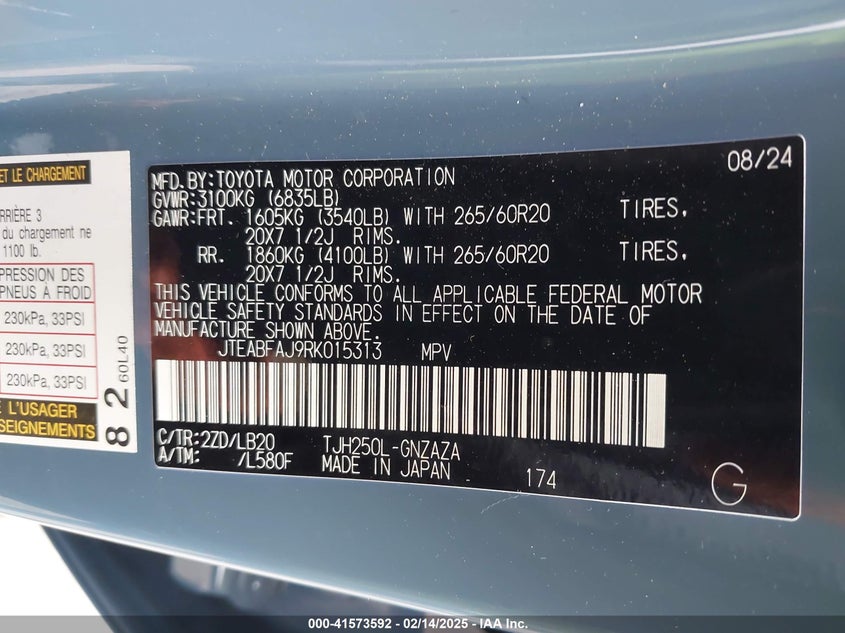 ET LE CHARGEMENT
RRIÈRE 3
du chargement ne
1100 lb.
PRESSION DES
PNEUS À FROID
230kPa, 33PSI
230kPa, 33PSI
230kPa, 33PSI
L'USAGER
SEIGNEMENTS
82
60L40
08/24
MFD.BY:TOYOTA MOTOR CORPORATION
GVWR:3100KG (6835LB)
GAWR:FRT. 1605KG (3540LB) WITH 265/60R20 TIRES.
20X7 1/2J RIMS.
RR. 1860KG (4100LB) WITH 265/60R20 TIRES.
20X7 1/2J RIMS.
THIS VEHICLE CONFORMS TO ALL APPLICABLE FEDERAL MOTOR
VEHICLE SAFETY STANDARDS IN EFFECT ON THE DATE OF
MANUFACTURE SHOWN ABOVE.
JTEABFAJ9RK015313 MPV
C/TR:2ZD/LB20 TJH250L-GNZAZA
A/TM: /L580F MADE IN JAPAN 174 G
000-41573592 - 02/14/2025 - IAA Inc.